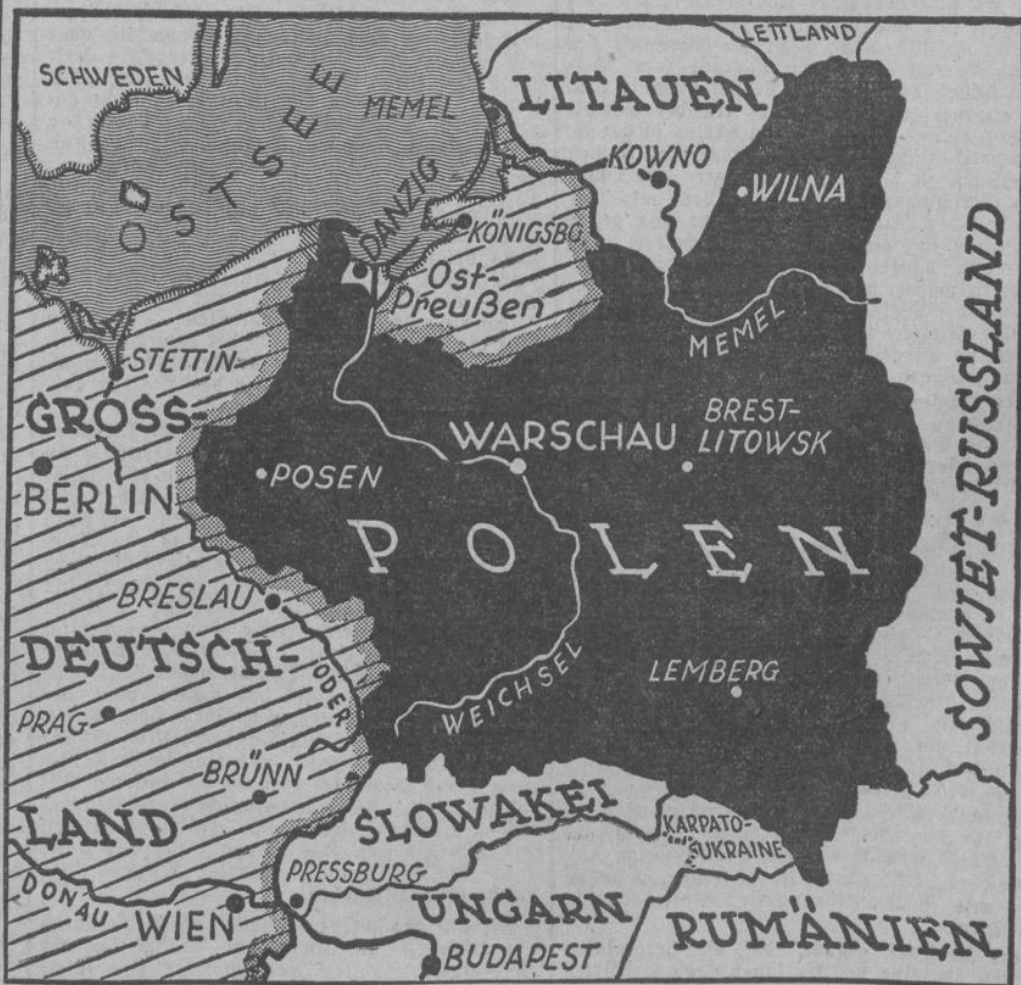 LETTLAND
SCHWEDEN
LITAUEN
MEMEL
OSTSEE
KOWNO
WILNA
DANZIG
KÖNIGSBG
Ost-
Preußen
MEMEL
SOWJET-RUSSLAND
STETTIN
GROSS-
BREST-
LITOWSK
WARSCHAU
BERLIN
POSEN
POLEN
BRESLAU
DEUTSCH-
ODER
LEMBERG
WEICHSEL
PRAG
BRÜNN
LAND
SLOWAKEI
KARPATO-
UKRAINE
PRESSBURG
DONAU
WIEN
UNGARN
RUMÄNIEN
BUDAPEST